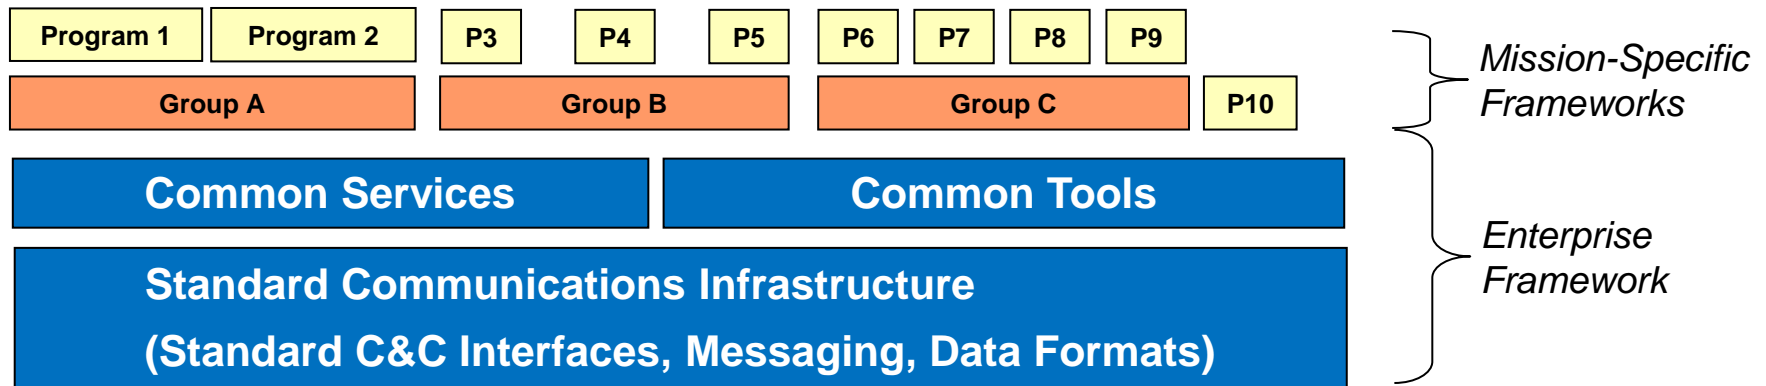 Program 1 Program 2 P3 P4 P5 P6 P7 P8 P9
Group A Group B Group C P10
Mission-Specific
Frameworks
Common Services Common Tools
Standard Communications Infrastructure
(Standard C&C Interfaces, Messaging, Data Formats)
Enterprise
Framework